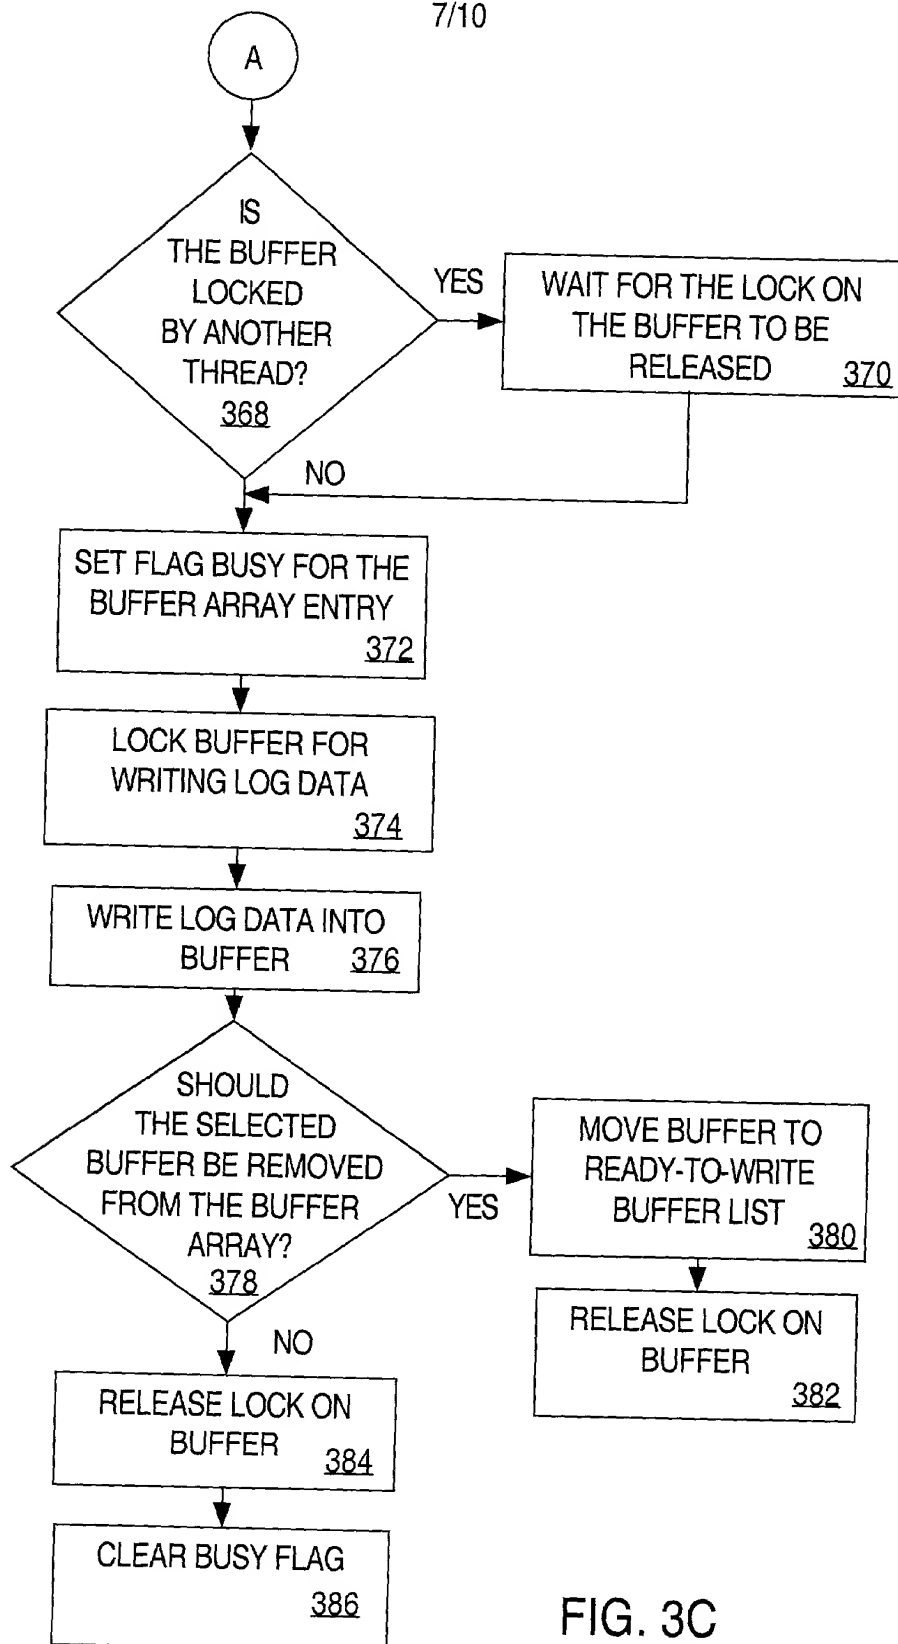 7/10
A
IS
THE BUFFER
LOCKED
BY ANOTHER
THREAD?
368
YES
WAIT FOR THE LOCK ON
THE BUFFER TO BE
RELEASED 370
NO
SET FLAG BUSY FOR THE
BUFFER ARRAY ENTRY
372
LOCK BUFFER FOR
WRITING LOG DATA
374
WRITE LOG DATA INTO
BUFFER 376
SHOULD
THE SELECTED
BUFFER BE REMOVED
FROM THE BUFFER
ARRAY?
378
YES
MOVE BUFFER TO
READY-TO-WRITE
BUFFER LIST
380
RELEASE LOCK ON
BUFFER
382
NO
RELEASE LOCK ON
BUFFER 384
CLEAR BUSY FLAG
386
FIG. 3C